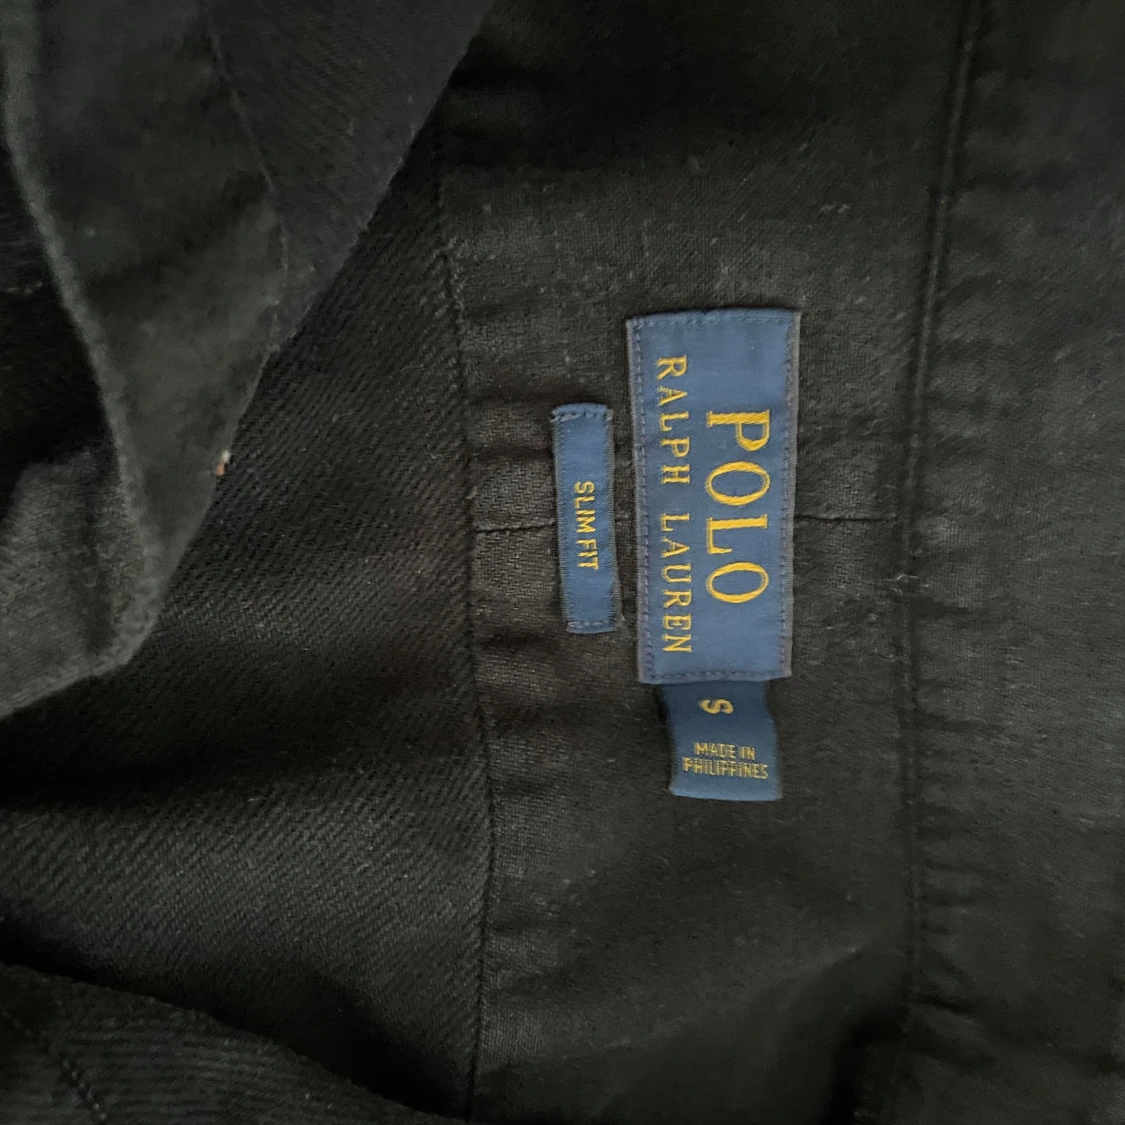 POLO
RALPH LAUREN
SLIM FIT
S
MADE IN
PHILIPPINES